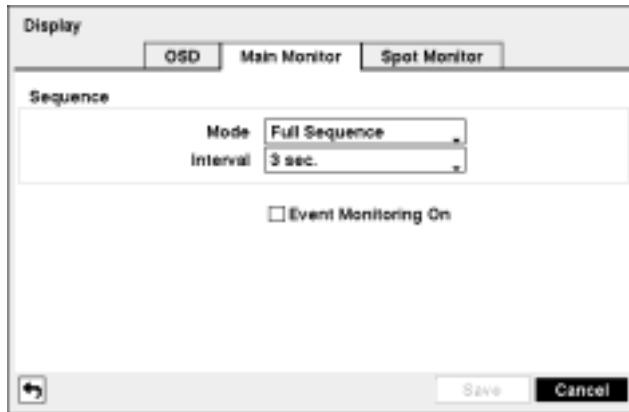 Display
OSD Main Monitor Spot Monitor
Sequence
Mode Full Sequence
Interval 3 sec.
Event Monitoring On
Save Cancel